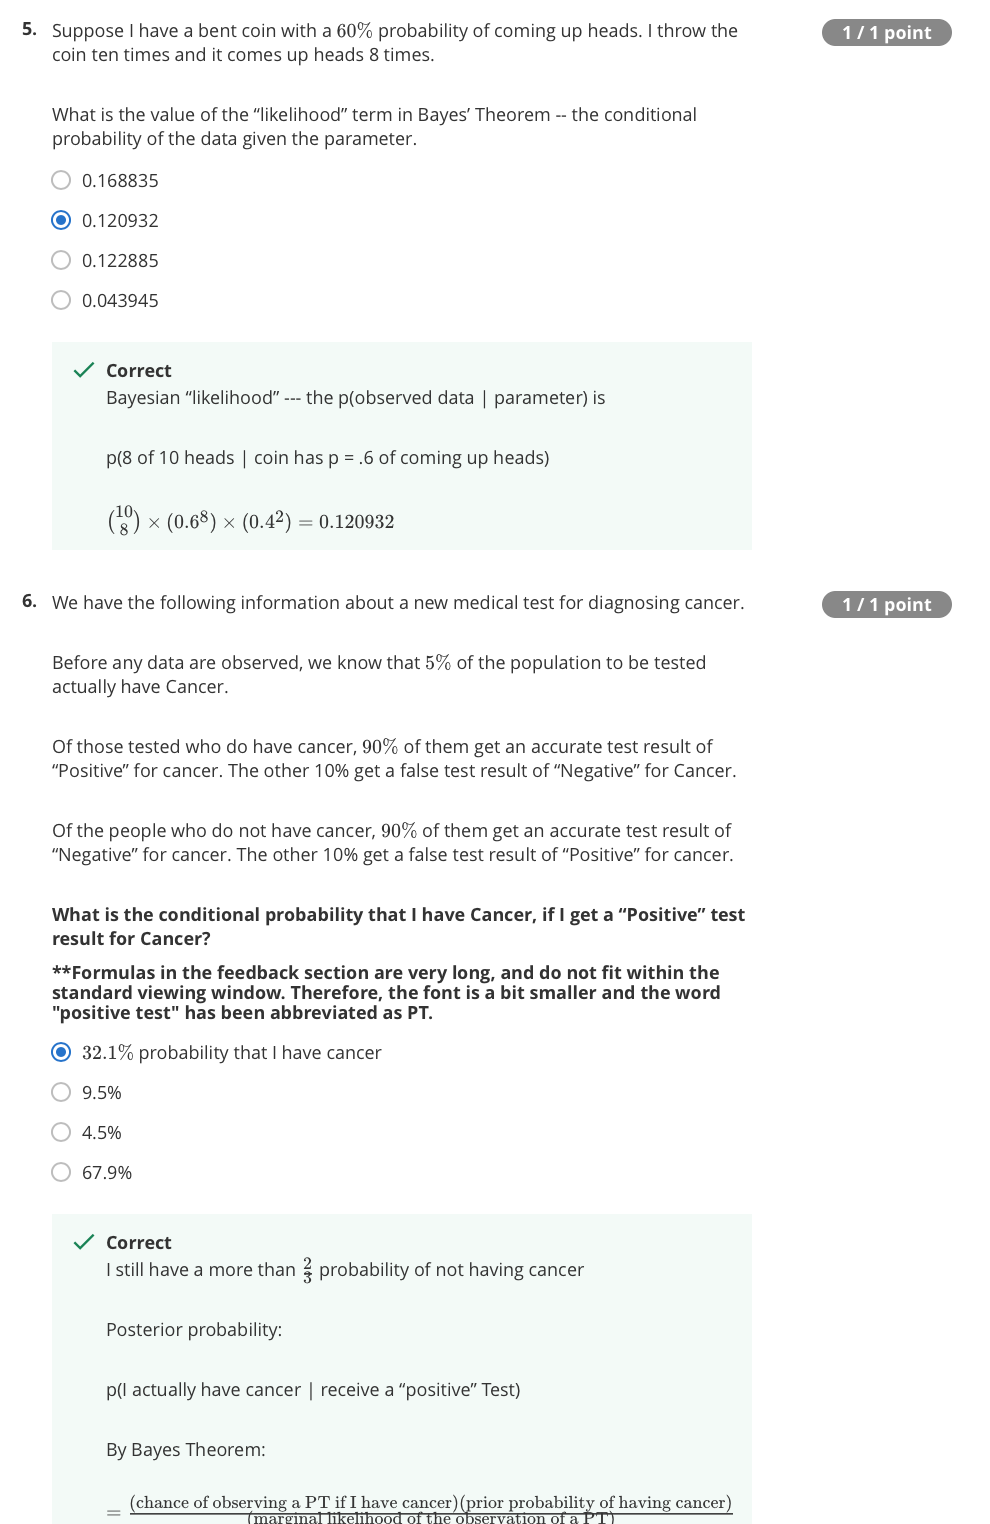 5. Suppose I have a bent coin with a 60% probability of coming up heads. I throw the
1 / 1 point
coin ten times and it comes up heads 8 times.
What is the value of the “likelihood” term in Bayes’ Theorem -- the conditional
probability of the data given the parameter.
0.168835
0.120932
0.122885
0.043945
Correct
Bayesian “likelihood” --- the p(observed data | parameter) is
p(8 of 10 heads | coin has p = .6 of coming up heads)
(10 8) × (0.6⁸) × (0.4²) = 0.120932
6. We have the following information about a new medical test for diagnosing cancer.
1 / 1 point
Before any data are observed, we know that 5% of the population to be tested
actually have Cancer.
Of those tested who do have cancer, 90% of them get an accurate test result of
“Positive” for cancer. The other 10% get a false test result of “Negative” for Cancer.
Of the people who do not have cancer, 90% of them get an accurate test result of
“Negative” for cancer. The other 10% get a false test result of “Positive” for cancer.
What is the conditional probability that I have Cancer, if I get a “Positive” test
result for Cancer?
**Formulas in the feedback section are very long, and do not fit within the
standard viewing window. Therefore, the font is a bit smaller and the word
"positive test" has been abbreviated as PT.
32.1% probability that I have cancer
9.5%
4.5%
67.9%
Correct
I still have a more than 2/3 probability of not having cancer
Posterior probability:
p(I actually have cancer | receive a “positive” Test)
By Bayes Theorem:
= (chance of observing a PT if I have cancer)(prior probability of having cancer)
(marginal likelihood of the observation of a PT)